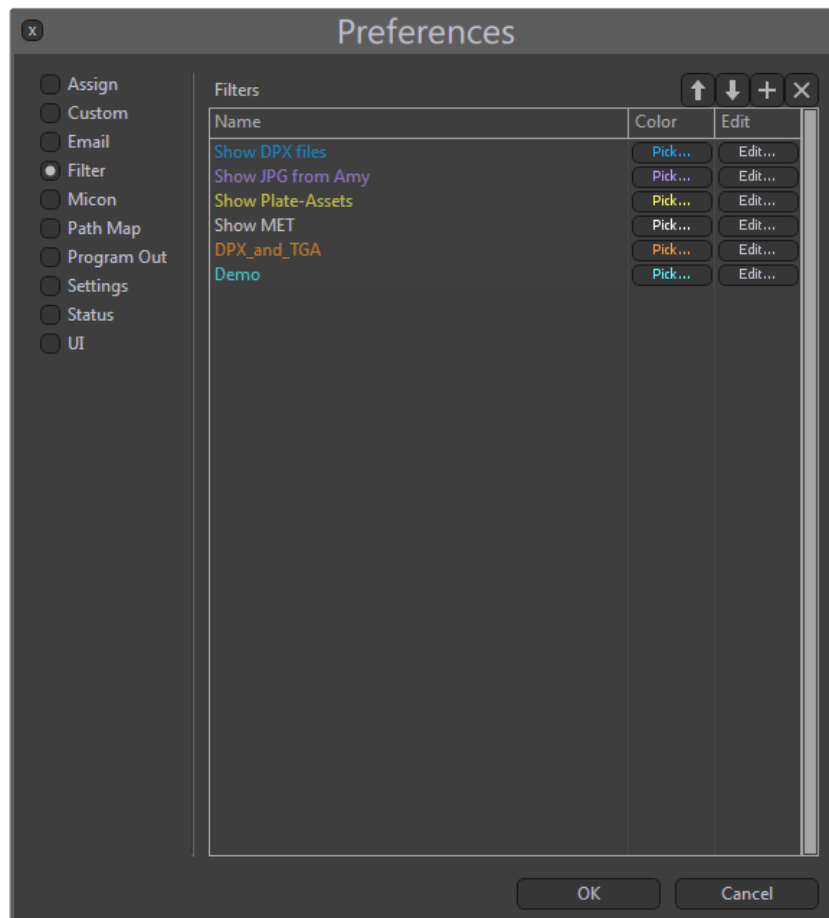 x
Preferences
Assign
Custom
Email
Filter
Micon
Path Map
Program Out
Settings
Status
UI
Filters
Name Color Edit
Show DPX files Pick... Edit...
Show JPG from Amy Pick... Edit...
Show Plate-Assets Pick... Edit...
Show MET Pick... Edit...
DPX_and_TGA Pick... Edit...
Demo Pick... Edit...
OK Cancel